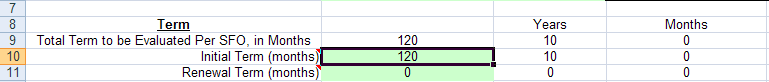 7
8 Term Years Months
9 Total Term to be Evaluated Per SFO, in Months 120 10 0
10 Initial Term (months) 120 10 0
11 Renewal Term (months) 0 0 0